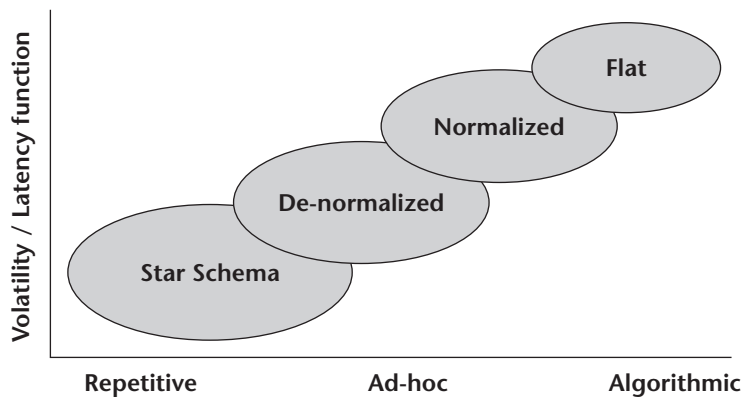 Volatility / Latency function
Flat
Normalized
De-normalized
Star Schema
Repetitive
Ad-hoc
Algorithmic